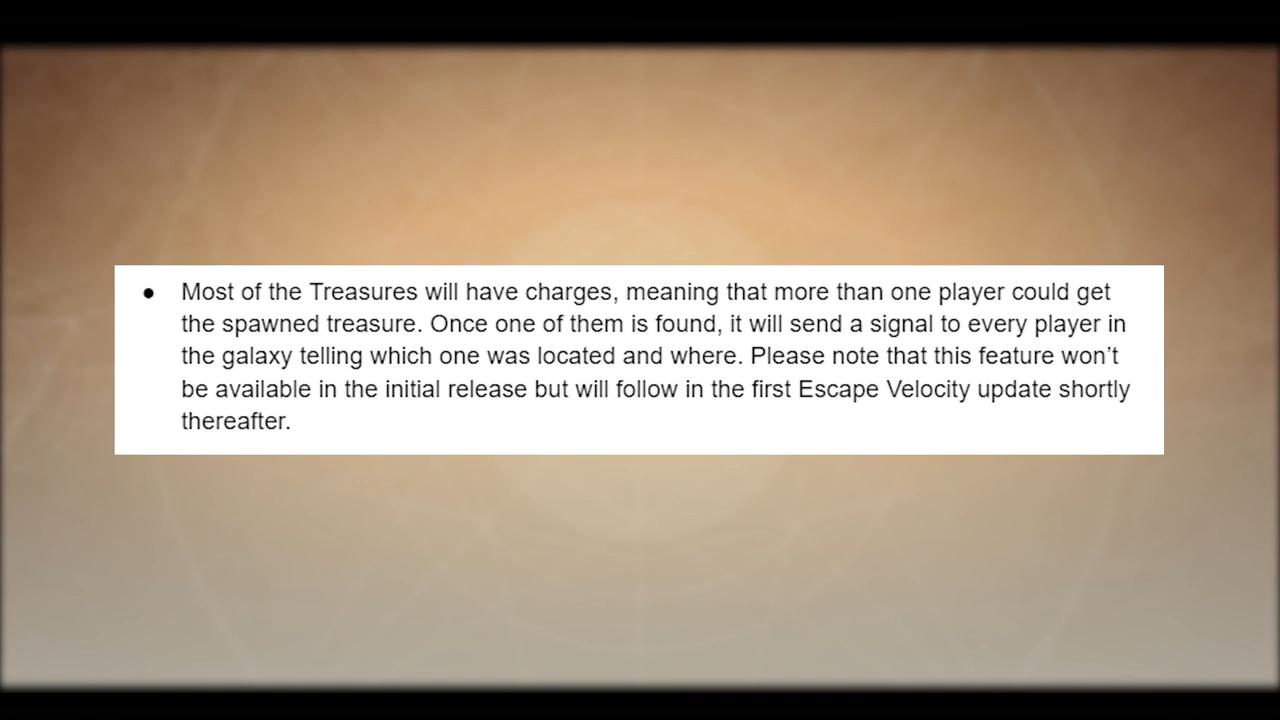 ● Most of the Treasures will have charges, meaning that more than one player could get
the spawned treasure. Once one of them is found, it will send a signal to every player in
the galaxy telling which one was located and where. Please note that this feature won’t
be available in the initial release but will follow in the first Escape Velocity update shortly
thereafter.